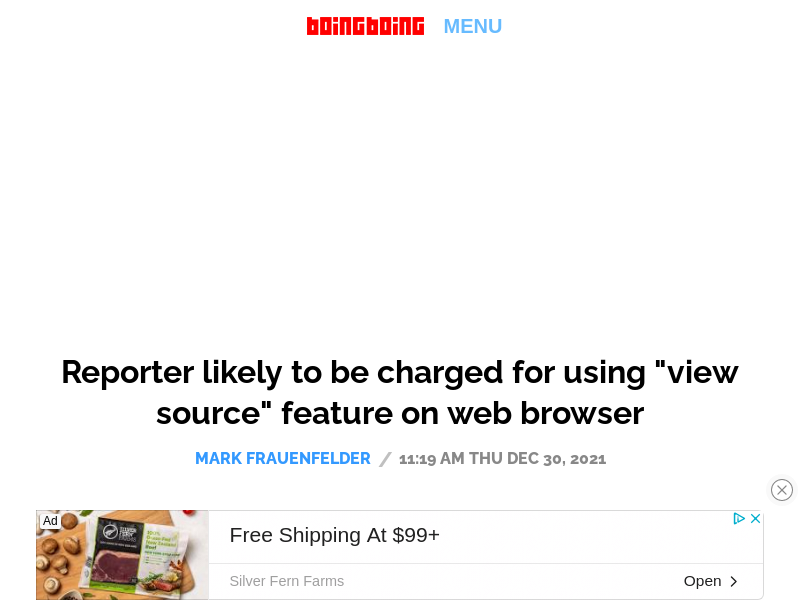 boingboing MENU
Reporter likely to be charged for using "view
source" feature on web browser
MARK FRAUENFELDER / 11:19 AM THU DEC 30, 2021
Ad
Free Shipping At $99+
Silver Fern Farms
Open